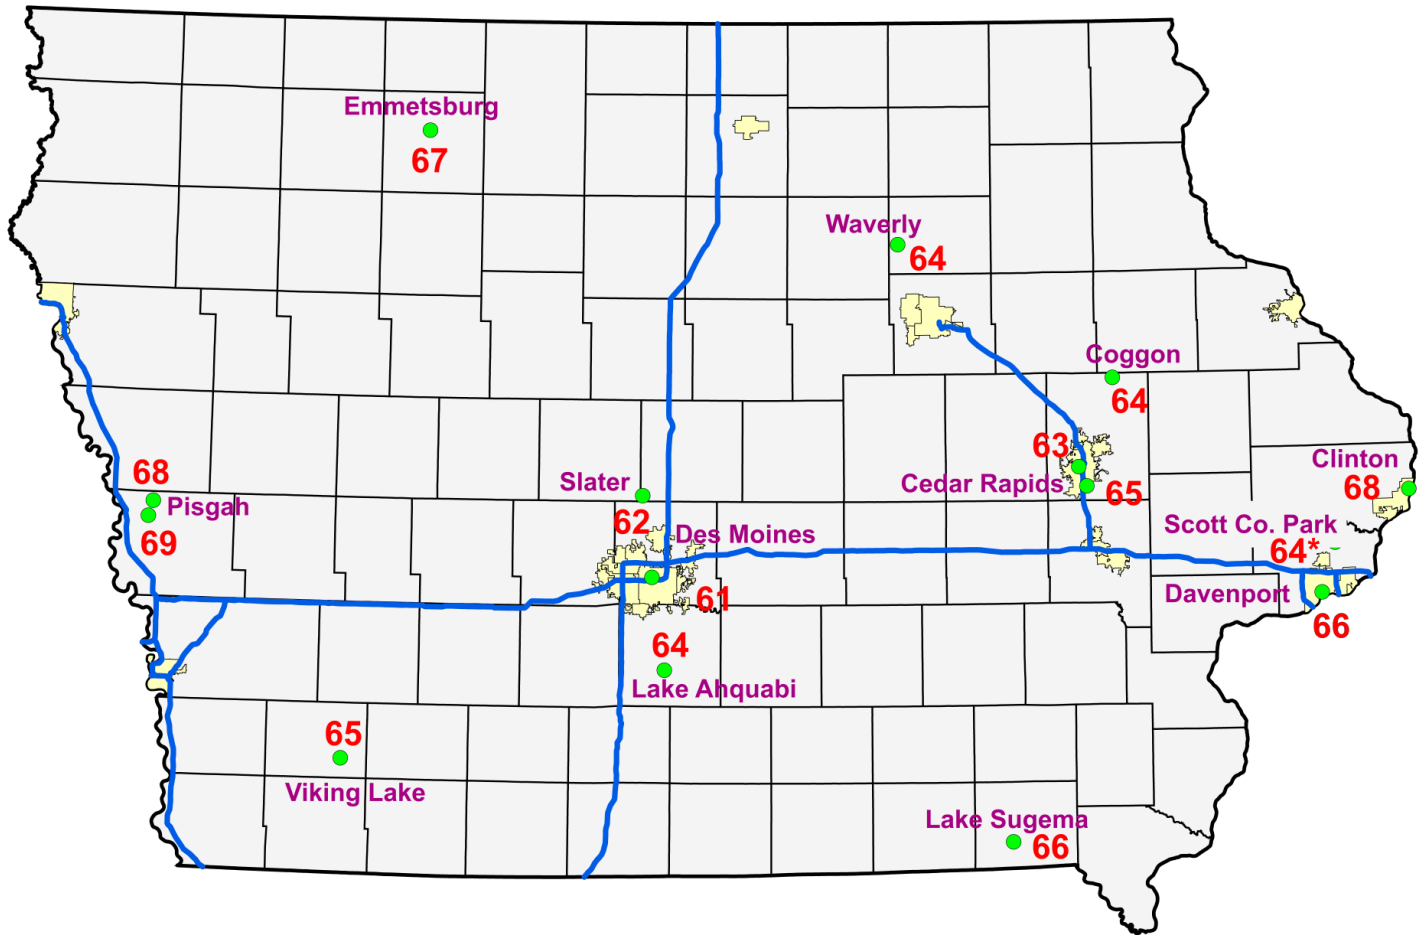 Emmetsburg
67
Waverly
64
Coggon
64
63
Cedar Rapids
65
Clinton
68
68
Pisgah
69
Slater
62
Des Moines
61
Scott Co. Park
64*
Davenport
66
64
Lake Ahquabi
65
Viking Lake
Lake Sugema
66